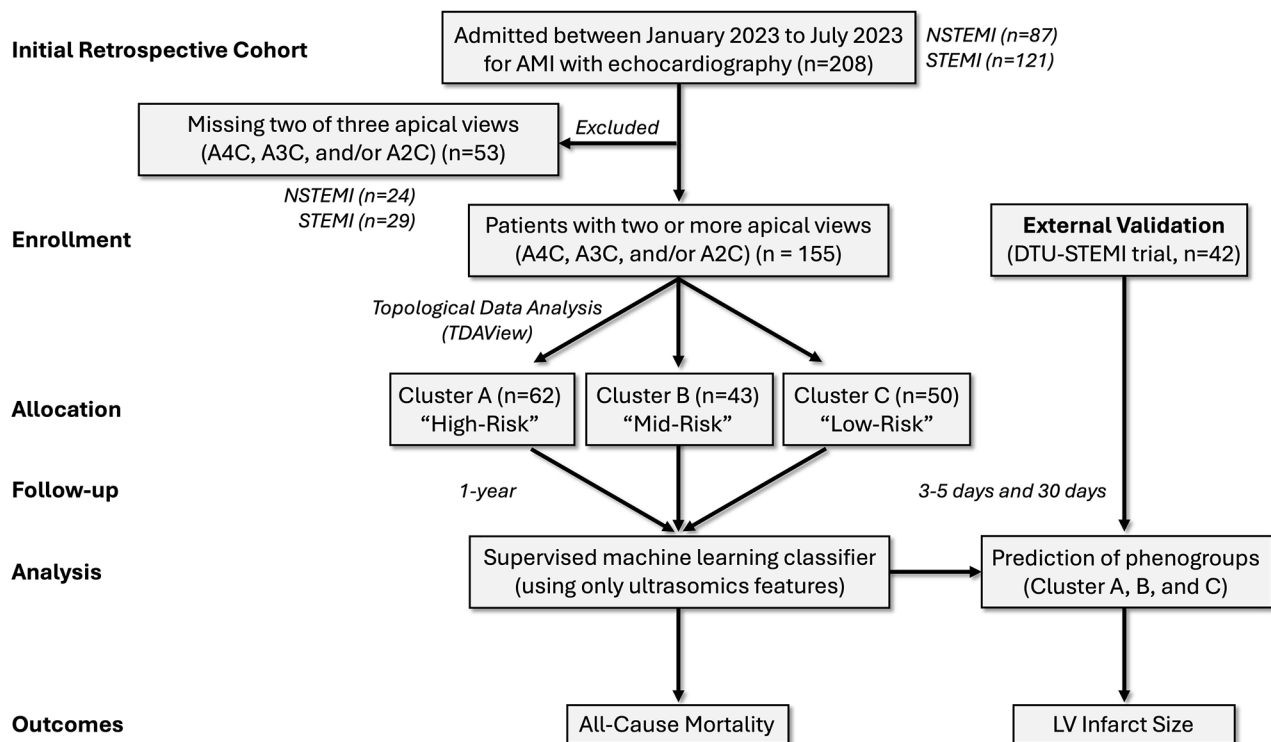 Initial Retrospective Cohort
Admitted between January 2023 to July 2023
for AMI with echocardiography (n=208)
NSTEMI (n=87)
STEMI (n=121)
Missing two of three apical views
(A4C, A3C, and/or A2C) (n=53)
Excluded
NSTEMI (n=24)
STEMI (n=29)
Enrollment
Patients with two or more apical views
(A4C, A3C, and/or A2C) (n = 155)
External Validation
(DTU-STEMI trial, n=42)
Topological Data Analysis
(TDAView)
Allocation
Cluster A (n=62)
“High-Risk”
Cluster B (n=43)
“Mid-Risk”
Cluster C (n=50)
“Low-Risk”
Follow-up
1-year
3-5 days and 30 days
Analysis
Supervised machine learning classifier
(using only ultrasomics features)
Prediction of phenogroups
(Cluster A, B, and C)
Outcomes
All-Cause Mortality
LV Infarct Size